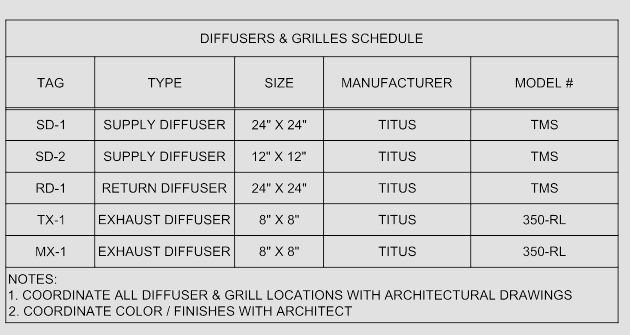 DIFFUSERS & GRILLES SCHEDULE
TAG TYPE SIZE MANUFACTURER MODEL #
SD-1 SUPPLY DIFFUSER 24" X 24" TITUS TMS
SD-2 SUPPLY DIFFUSER 12" X 12" TITUS TMS
RD-1 RETURN DIFFUSER 24" X 24" TITUS TMS
TX-1 EXHAUST DIFFUSER 8" X 8" TITUS 350-RL
MX-1 EXHAUST DIFFUSER 8" X 8" TITUS 350-RL
NOTES:
1. COORDINATE ALL DIFFUSER & GRILL LOCATIONS WITH ARCHITECTURAL DRAWINGS
2. COORDINATE COLOR / FINISHES WITH ARCHITECT